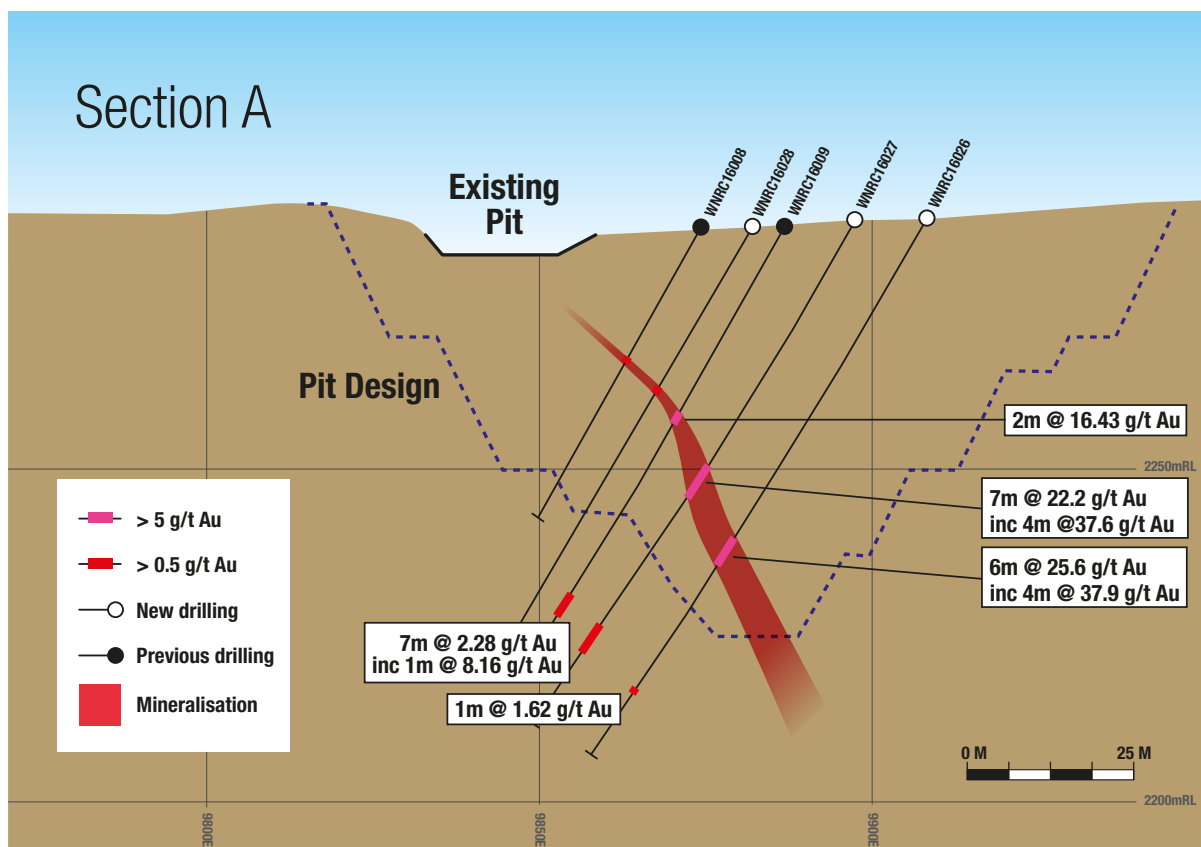 Section A
Existing
Pit
WNRC16008
WNRC16028
WNRC16009
WNRC16027
WNRC16026
Pit Design
2m @ 16.43 g/t Au
2250mRL
7m @ 22.2 g/t Au
inc 4m @37.6 g/t Au
6m @ 25.6 g/t Au
inc 4m @ 37.9 g/t Au
> 5 g/t Au
> 0.5 g/t Au
New drilling
Previous drilling
Mineralisation
7m @ 2.28 g/t Au
inc 1m @ 8.16 g/t Au
1m @ 1.62 g/t Au
0 M 25 M
2200mRL
9800E
9850E
9900E